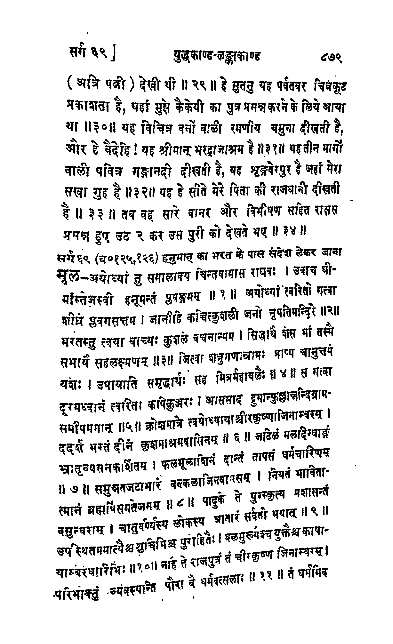 सर्ग ६९ ] युद्धकाण्ड-लङ्काकाण्ड ८७९
(अत्रि पत्नी) देखी थी ॥ २९ ॥ हे सुतनु यह पर्वतवर चित्रकूट
प्रकाशता है, यहां मुझे कैकेयी का पुत्र प्रसन्न करने के लिये आया
था ॥३०॥ यह विचित्र वनों वाली रमणीय यमुना दीखती है,
और हे वैदेहि! यह श्रीमान् भरद्वाजाश्रम है ॥३१॥ यह तीन मार्गों
वाली पवित्र गङ्गानदी दीखती है, यह शृङ्गवेरपुर है जहां मेरा
सखा गुह है ॥३२॥ यह हे सीते मेरे पिता की राजधानी दीखती
है ॥ ३३ ॥ तब वह सारे वानर और विभीषण सहित राक्षस
प्रसन्न हुए उठ २ कर उस पुरी को देखते भए ॥ ३४॥
सर्ग ६९ (व० १२५,१२६) हनुमान् का भरत के पास संदेश लेकर जाना
मूल-अयोध्यां तु समालोक्य चिन्तयामास राघवः । उवाच धी-
मांस्तेजस्वी हनूमन्तं प्लवङ्गमम् ॥ १ ॥ अयोध्यां त्वरितो गत्वा
शीघ्रं प्लवगसत्तम । जानीहि कच्चित्कुशली जनो नृपतिमन्दिरे ॥२॥
भरतस्तु त्वया वाच्यः कुशलं वचनान्मम । सिद्धार्थं शंस मां तस्मै
सभार्यं सहलक्ष्मणम् ॥३॥ जित्वा शत्रुगणान्रामः प्राप्य चानुत्तमं
यशः । उपायाति समृद्धार्थः सह मित्रैर्महाबलैः ॥ ४ ॥ स गत्वा
दूरमध्वानं त्वरितः कपिकुञ्जरः । आससाद द्रुमान्फुल्लान्नन्दिग्राम-
समीपगान् ॥५॥ क्रोशमात्रे त्वयोध्यायाश्चीरकृष्णाजिनाम्बरम् ।
ददर्श भरतं दीनं कृशमाश्रमवासिनम् ॥ ६ ॥ जटिलं मलदिग्धाङ्गं
भ्रातृव्यसनकर्शितम् । फलमूलाशिनं दान्तं तापसं धर्मचारिणम्
॥ ७ ॥ समुन्नतजटाभारं वल्कलाजिनवाससम् । नियतं भाविता-
त्मानं ब्रह्मर्षिसमतेजसम् ॥ ८ ॥ पादुके ते पुरस्कृत्य प्रशासन्तं
वसुन्धराम् । चातुर्वर्ण्यस्य लोकस्य त्रातारं सर्वतो भयात् ॥ ९ ॥
उपस्थितममात्यैश्च शुचिभिश्च पुरोहितैः । बलमुख्यैश्च युक्तैश्च काषा-
याम्बरधारिभिः ॥१०॥ नहि ते राजपुत्रं तं चीरकृष्णाजिनाम्बरम् ।
परिभोक्तुं व्यवस्यन्ति पौरा वै धर्मवत्सलाः ॥ ११ ॥ तं धर्ममिव